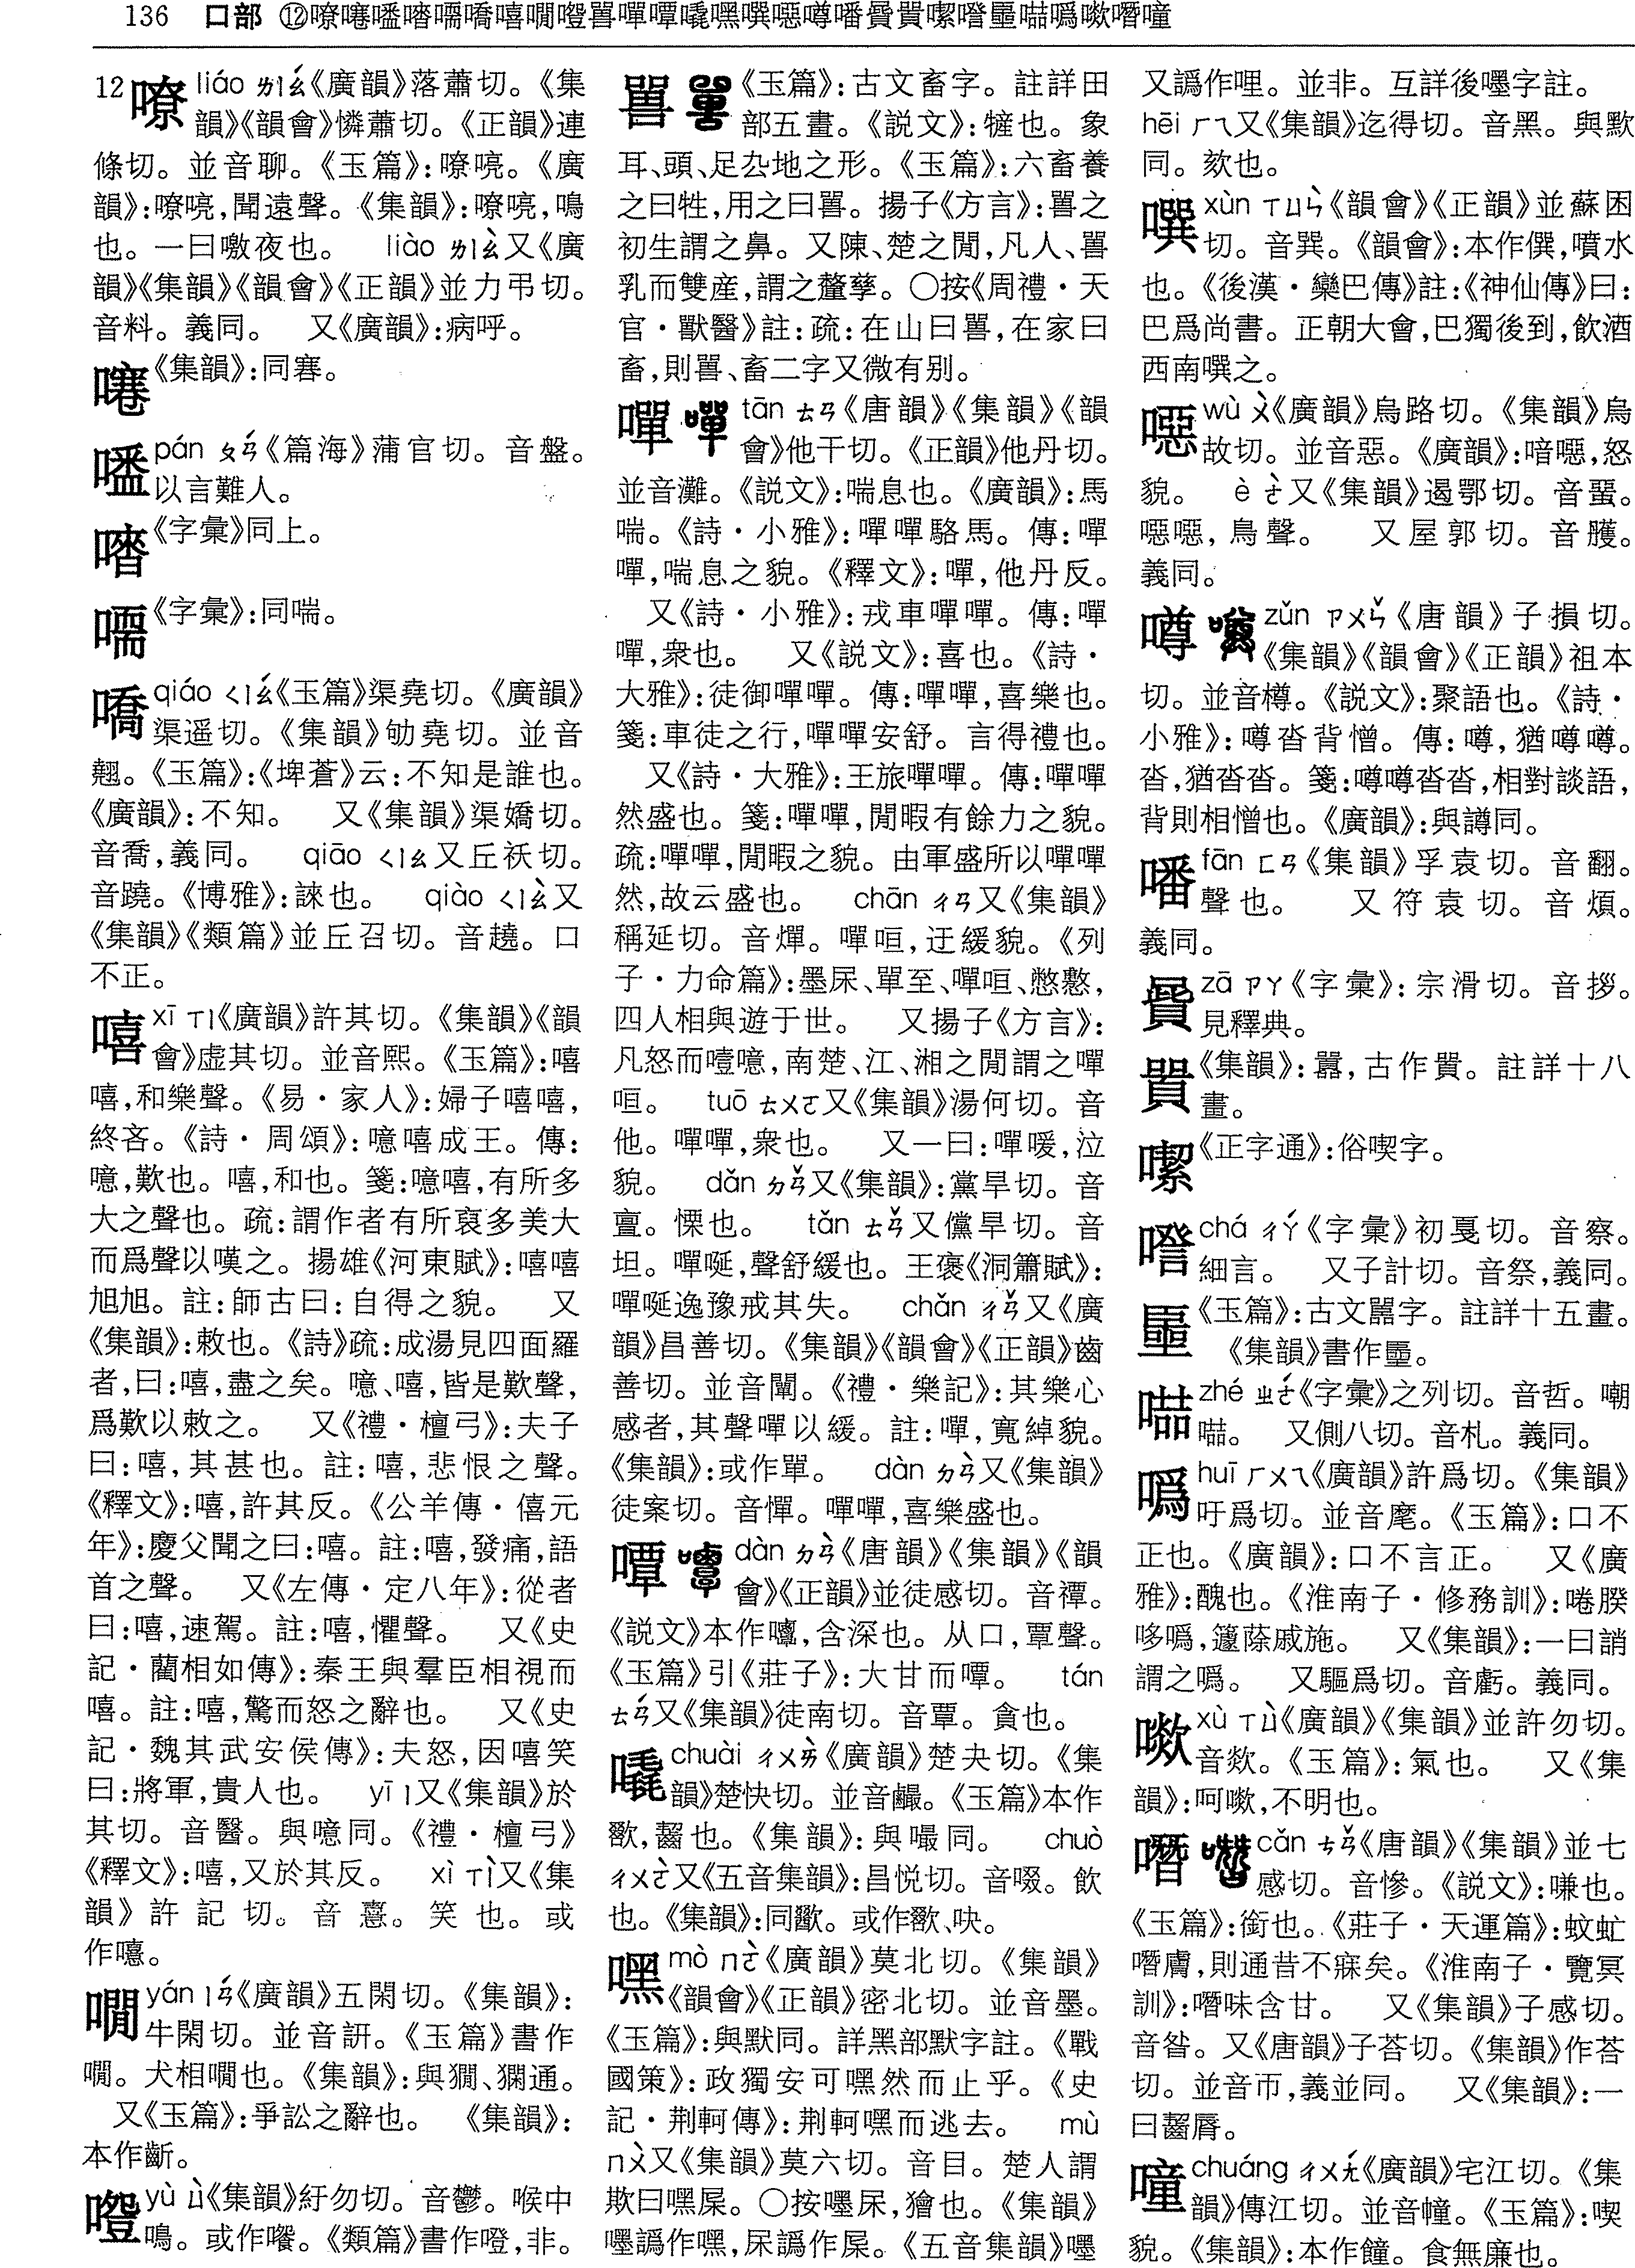 136 口部 ⑫嘹㗔㗴噆嚅嘺嘻嘪噔嘼嘾嘽嘿噀噁噂噃嘳噄噇
12 嘹 liáo ㄌㄧㄠˊ《廣韻》落蕭切。《集
韻》《韻會》憐蕭切。《正韻》連
條切。並音聊。《玉篇》:嘹喨。《廣
韻》:嘹喨,聞遠聲。《集韻》:嘹喨,鳴
也。一曰噭夜也。 liào ㄌㄧㄠˋ又《廣
韻》《集韻》《韻會》《正韻》並力弔切。
音料。義同。 又《廣韻》:病呼。
《集韻》:同寋。
pán ㄆㄢˊ《篇海》蒲官切。音盤。
以言難人。
《字彙》同上。
《字彙》:同喘。
嘺 qiáo ㄑㄧㄠˊ《玉篇》渠堯切。《廣韻》
渠遥切。《集韻》劬堯切。並音
翹。《玉篇》:《埤蒼》云:不知是誰也。
《廣韻》:不知。 又《集韻》渠嬌切。
音喬,義同。 qiāo ㄑㄧㄠ又丘祅切。
音蹺。《博雅》:誺也。 qiào ㄑㄧㄠˋ又
《集韻》《類篇》並丘召切。音趬。口
不正。
嘻 xī ㄒㄧ《廣韻》許其切。《集韻》《韻
會》虚其切。並音熙。《玉篇》:嘻
嘻,和樂聲。《易·家人》:婦子嘻嘻,
終吝。《詩·周頌》:噫嘻成王。傳:
噫,歎也。嘻,和也。箋:噫嘻,有所多
大之聲也。疏:謂作者有所裒多美大
而爲聲以嘆之。揚雄《河東賦》:嘻嘻
旭旭。註:師古曰:自得之貌。 又
《集韻》:敕也。《詩》疏:成湯見四面羅
者,曰:嘻,盡之矣。噫、嘻,皆是歎聲,
爲歎以敕之。 又《禮·檀弓》:夫子
曰:嘻,其甚也。註:嘻,悲恨之聲。
《釋文》:嘻,許其反。《公羊傳·僖元
年》:慶父聞之曰:嘻。註:嘻,發痛,語
首之聲。 又《左傳·定八年》:從者
曰:嘻,速駕。註:嘻,懼聲。 又《史
記·藺相如傳》:秦王與羣臣相視而
嘻。註:嘻,驚而怒之辭也。 又《史
記·魏其武安侯傳》:夫怒,因嘻笑
曰:將軍,貴人也。 yī ㄧ又《集韻》於
其切。音醫。與噫同。《禮·檀弓》
《釋文》:嘻,又於其反。 xì ㄒㄧˋ又《集
韻》許記切。音憙。笑也。或
作嚱。
嘪 yán ㄧㄢˊ《廣韻》五閑切。《集韻》:
牛閑切。並音訮。《玉篇》書作
㘖。犬相㘖也。《集韻》:與獮、㺝通。
又《玉篇》:爭訟之辭也。 《集韻》:
本作齗。
yù ㄩˋ《集韻》紆勿切。音鬱。喉中
鳴。或作噰。《類篇》書作噔,非。
嘼 《玉篇》:古文畜字。註詳田
部五畫。《説文》:㹌也。象
耳、頭、足厹地之形。《玉篇》:六畜養
之曰牲,用之曰嘼。揚子《方言》:嘼之
初生謂之鼻。又陳、楚之閒,凡人、嘼
乳而雙産,謂之釐孳。〇按《周禮·天
官·獸醫》註:疏:在山曰嘼,在家曰
畜,則嘼、畜二字又微有别。
嘽 tān ㄊㄢ《唐韻》《集韻》《韻
會》他干切。《正韻》他丹切。
並音灘。《説文》:喘息也。《廣韻》:馬
喘。《詩·小雅》:嘽嘽駱馬。傳:嘽
嘽,喘息之貌。《釋文》:嘽,他丹反。
又《詩·小雅》:戎車嘽嘽。傳:嘽
嘽,衆也。 又《説文》:喜也。《詩·
大雅》:徒御嘽嘽。傳:嘽嘽,喜樂也。
箋:車徒之行,嘽嘽安舒。言得禮也。
又《詩·大雅》:王旅嘽嘽。傳:嘽嘽
然盛也。箋:嘽嘽,閒暇有餘力之貌。
疏:嘽嘽,閒暇之貌。由軍盛所以嘽嘽
然,故云盛也。 chān ㄔㄢ又《集韻》
稱延切。音燀。嘽咺,迂緩貌。《列
子·力命篇》:墨㞘、單至、嘽咺、憋憨,
四人相與遊于世。 又揚子《方言》:
凡怒而噎噫,南楚、江、湘之閒謂之嘽
咺。 tuō ㄊㄨㄛ又《集韻》湯何切。音
他。嘽嘽,衆也。 又一曰:嘽嗳,泣
貌。 dǎn ㄉㄢˇ又《集韻》:黨旱切。音
亶。慄也。 tǎn ㄊㄢˇ又儻旱切。音
坦。嘽唌,聲舒緩也。王褒《洞簫賦》:
嘽唌逸豫戒其失。 chǎn ㄔㄢˇ又《廣
韻》昌善切。《集韻》《韻會》《正韻》齒
善切。並音闡。《禮·樂記》:其樂心
感者,其聲嘽以緩。註:嘽,寬綽貌。
《集韻》:或作單。 dàn ㄉㄢˋ又《集韻》
徒案切。音憚。嘽嘽,喜樂盛也。
嘾 dàn ㄉㄢˋ《唐韻》《集韻》《韻
會》《正韻》並徒感切。音禫。
《説文》本作嘾,含深也。从口,覃聲。
《玉篇》引《莊子》:大甘而嘾。 tán
ㄊㄢˊ又《集韻》徒南切。音覃。貪也。
chuài ㄔㄨㄞˋ《廣韻》楚夬切。《集
韻》楚快切。並音嘬。《玉篇》本作
歠,齧也。《集韻》:與嘬同。 chuò
ㄔㄨㄛˋ又《五音集韻》:昌悦切。音啜。飲
也。《集韻》:同歠。或作㱁、吷。
嘿 mò ㄇㄛˋ《廣韻》莫北切。《集韻》
《韻會》《正韻》密北切。並音墨。
《玉篇》:與默同。詳黑部默字註。《戰
國策》:政獨安可嘿然而止乎。《史
記·荆軻傳》:荆軻嘿而逃去。 mù
ㄇㄨˋ又《集韻》莫六切。音目。楚人謂
欺曰嘿㞘。〇按嚜㞘,獪也。《集韻》
嚜譌作嘿,㞘譌作屎。《五音集韻》嚜
又譌作哩。並非。互詳後嚜字註。
hēi ㄏㄟ又《集韻》迄得切。音黑。與㱄
同。欬也。
噀 xùn ㄒㄩㄣˋ《韻會》《正韻》並蘇困
切。音巽。《韻會》:本作潠,噴水
也。《後漢·欒巴傳》註:《神仙傳》曰:
巴爲尚書。正朝大會,巴獨後到,飲酒
西南噀之。
噁 wù ㄨˋ《廣韻》烏路切。《集韻》烏
故切。並音惡。《廣韻》:喑噁,怒
貌。 è ㄜˋ又《集韻》遏鄂切。音蝁。
噁噁,鳥聲。 又屋郭切。音臒。
義同。
噂 zǔn ㄗㄨㄣˇ《唐韻》子損切。
《集韻》《韻會》《正韻》祖本
切。並音樽。《説文》:聚語也。《詩·
小雅》:噂沓背憎。傳:噂,猶噂噂。
沓,猶沓沓。箋:噂噂沓沓,相對談語,
背則相憎也。《廣韻》:與譐同。
噃 fān ㄈㄢ《集韻》孚袁切。音翻。
聲也。 又符袁切。音煩。
義同。
zā ㄗㄚ《字彙》:宗滑切。音拶。
見釋典。
《集韻》:囂,古作㗊。註詳十八
畫。
《正字通》:俗喫字。
chá ㄔㄚˊ《字彙》初戛切。音察。
細言。 又子計切。音祭,義同。
《玉篇》:古文嚚字。註詳十五畫。
《集韻》書作㗊。
zhé ㄓㄜˊ《字彙》之列切。音哲。嘲
嚞。 又側八切。音札。義同。
噅 huī ㄏㄨㄟ《廣韻》許爲切。《集韻》
吁爲切。並音麾。《玉篇》:口不
正也。《廣韻》:口不言正。 又《廣
雅》:醜也。《淮南子·修務訓》:啳脥
哆噅,籧蒢戚施。 又《集韻》:一曰誚
謂之噅。 又驅爲切。音虧。義同。
xù ㄒㄩˋ《廣韻》《集韻》並許勿切。
音欻。《玉篇》:氣也。 又《集
韻》:呵㗵,不明也。
噆 cǎn ㄘㄢˇ《唐韻》《集韻》並七
感切。音慘。《説文》:嗛也。
《玉篇》:銜也。《莊子·天運篇》:蚊虻
噆膚,則通昔不寐矣。《淮南子·覽冥
訓》:噆味含甘。 又《集韻》子感切。
音昝。又《唐韻》子荅切。《集韻》作荅
切。並音帀,義並同。 又《集韻》:一
曰齧脣。
噇 chuáng ㄔㄨㄤˊ《廣韻》宅江切。《集
韻》傳江切。並音幢。《玉篇》:喫
貌。《集韻》:本作饉。食無廉也。